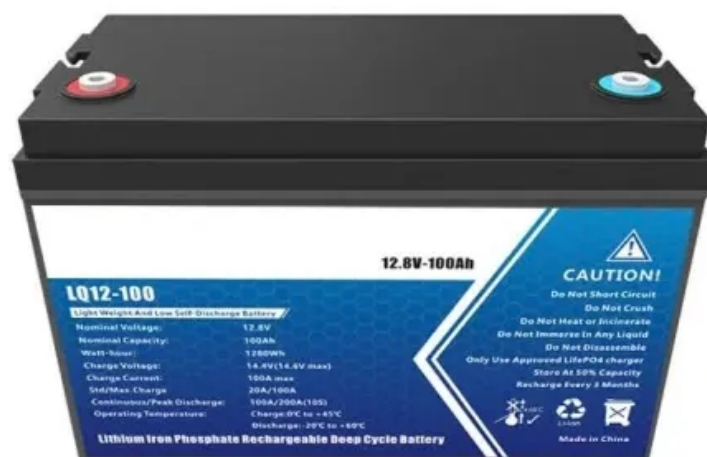 12.8V-100Ah
LQ12-100
Light Weight And Low Self-Discharge Battery
Nominal Voltage: 12.8V
Nominal Capacity: 100Ah
Watt-hour: 1280Wh
Charge Voltage: 14.4V(14.6V max)
Charge Current: 100A max
Std/Max.Charge 20A/100A
Continuous/Peak Discharge: 100A/200A(10S)
Operating Temperature: Charge:0℃ to +45℃
Discharge:-20℃ to +60℃
Lithium Iron Phosphate Rechargeable Deep Cycle Battery
CAUTION!
Do Not Short Circuit
Do Not Crush
Do Not Heat or Incinerate
Do Not Immerse In Any Liquid
Do Not Disassemble
Only Use Approved LifePO4 charger
Store At 50% Capacity
Recharge Every 3 Months
Li-ion
Made in China